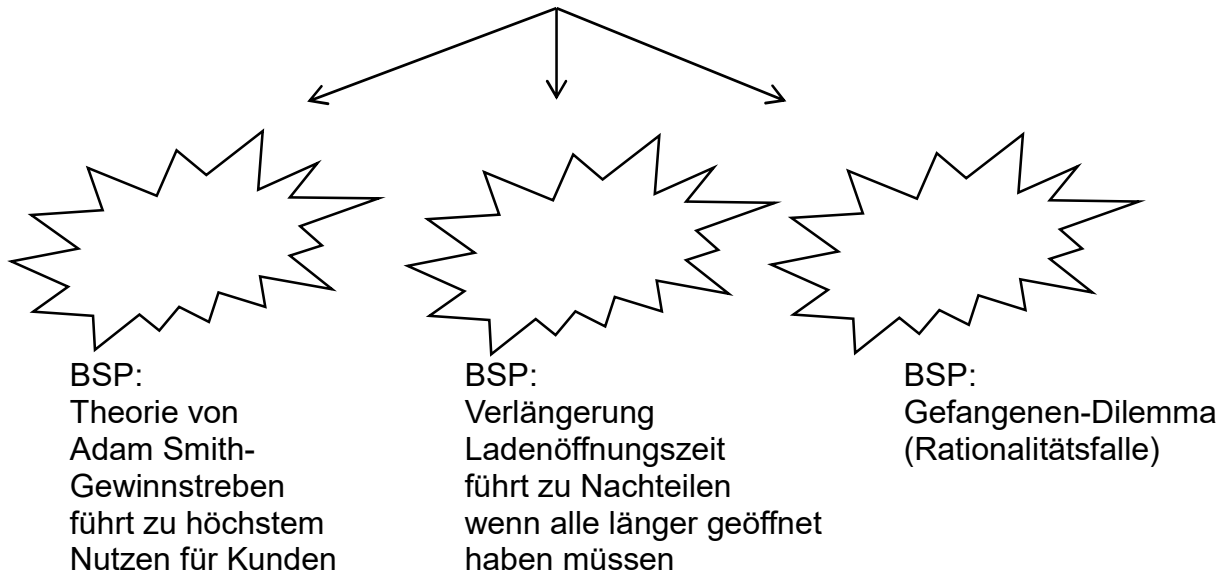 BSP:
Theorie von
Adam Smith-
Gewinnstreben
führt zu höchstem
Nutzen für Kunden
BSP:
Verlängerung
Ladenöffnungszeit
führt zu Nachteilen
wenn alle länger geöffnet
haben müssen
BSP:
Gefangenen-Dilemma
(Rationalitätsfalle)